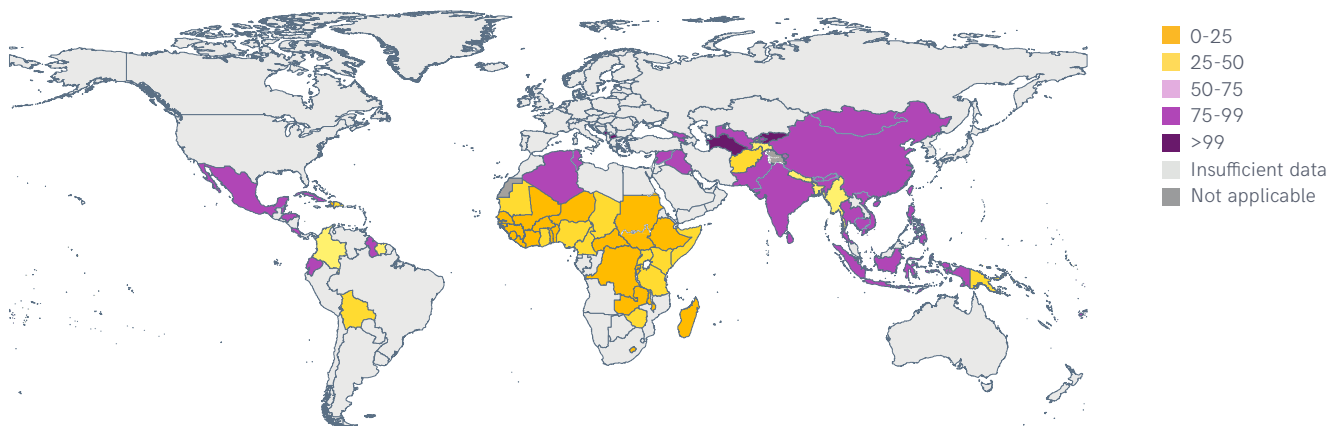 0-25
25-50
50-75
75-99
>99
Insufficient data
Not applicable